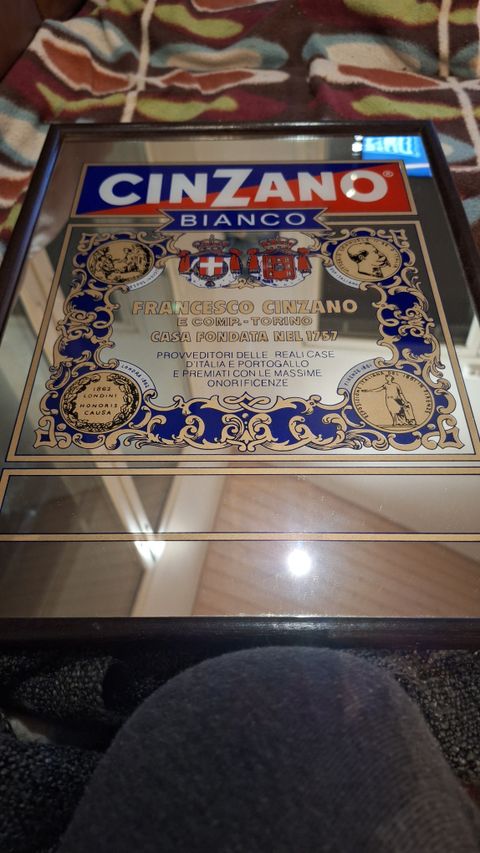 CINZANO®
BIANCO
FRANCESCO CINZANO
E COMP.-TORINO
CASA FONDATA NEL 1757
PROVVEDITORI DELLE REALI CASE
D'ITALIA E PORTOGALLO
E PREMIATI CON LE MASSIME
ONORIFICENZE
1862
LONDINI
HONORIS
CAUSA